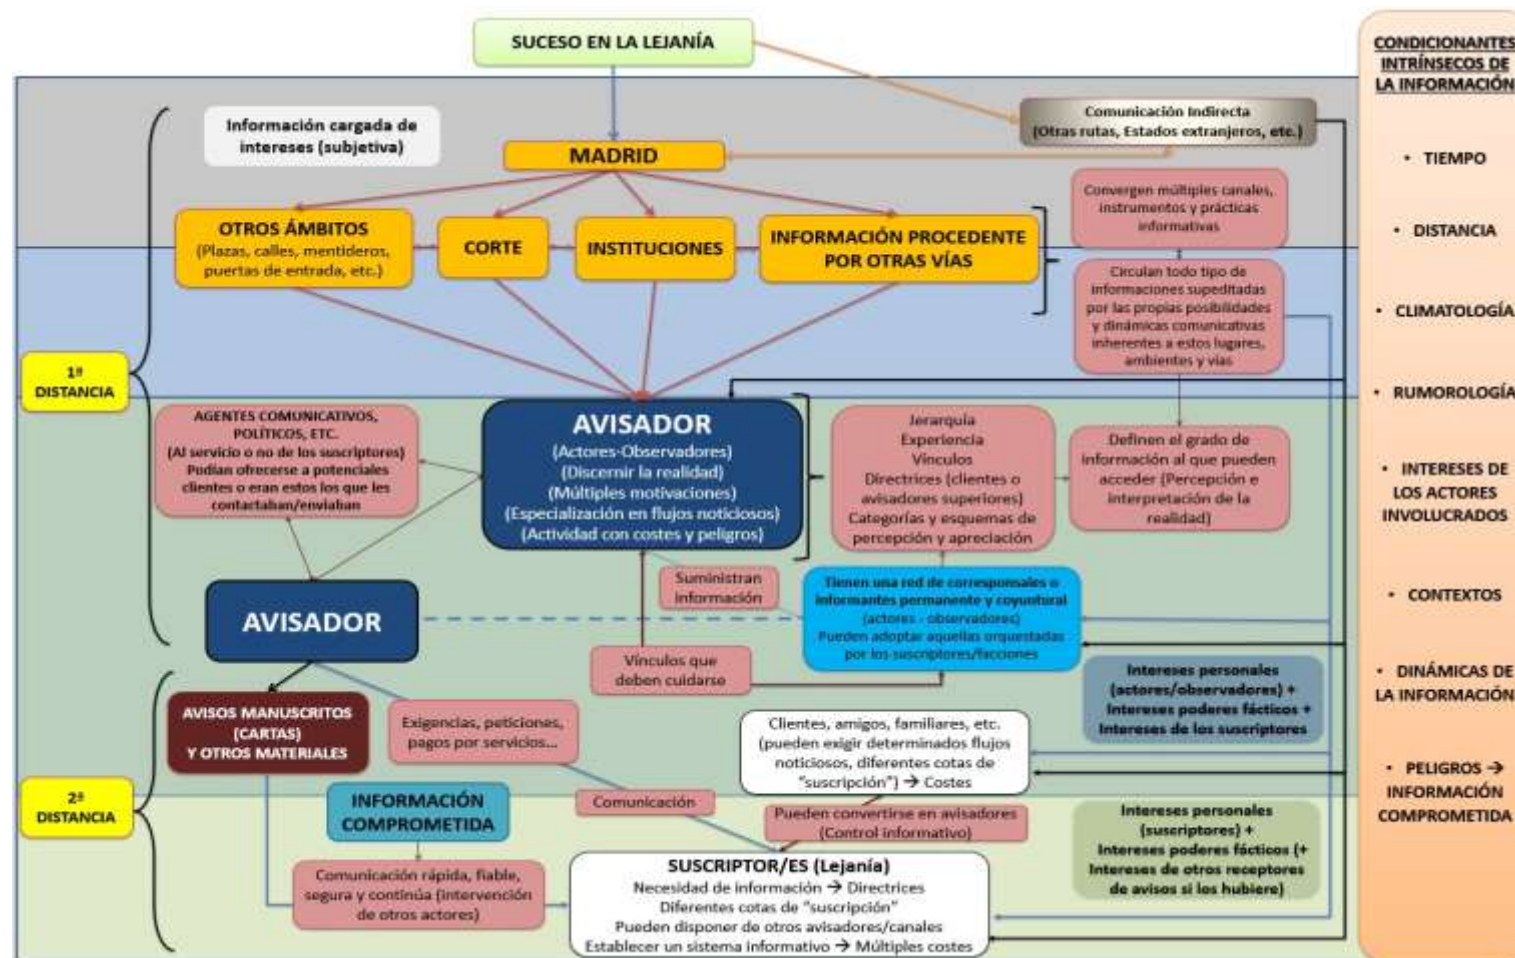 SUCESO EN LA LEJANÍA
Información cargada de
intereses (subjetiva)
Comunicación Indirecta
(Otras rutas, Estados extranjeros, etc.)
MADRID
OTROS ÁMBITOS
(Plazas, calles, mentideros,
puertas de entrada, etc.)
CORTE
INSTITUCIONES
INFORMACIÓN PROCEDENTE
POR OTRAS VÍAS
Convergen múltiples canales,
instrumentos y prácticas
informativas
Circulan todo tipo de
informaciones supeditadas
por las propias posibilidades
y dinámicas comunicativas
inherentes a estos lugares,
ambientes y vías
1ª
DISTANCIA
AGENTES COMUNICATIVOS,
POLÍTICOS, ETC.
(Al servicio o no de los suscriptores)
Podían ofrecerse a potenciales
clientes o eran estos los que les
contactaban/enviaban
AVISADOR
(Actores-Observadores)
(Discernir la realidad)
(Múltiples motivaciones)
(Especialización en flujos noticiosos)
(Actividad con costes y peligros)
Jerarquía
Experiencia
Vínculos
Directrices (clientes o
avisadores superiores)
Categorías y esquemas de
percepción y apreciación
Definen el grado de
información al que pueden
acceder (Percepción e
interpretación de la
realidad)
AVISADOR
Suministran
información
Tienen una red de corresponsales o
informantes permanente y coyuntural
(actores - observadores)
Pueden adoptar aquellas orquestadas
por los suscriptores/facciones
Vínculos que
deben cuidarse
Intereses personales
(actores/observadores) +
Intereses poderes fácticos +
Intereses de los suscriptores
AVISOS MANUSCRITOS
(CARTAS)
Y OTROS MATERIALES
Exigencias, peticiones,
pagos por servicios...
Clientes, amigos, familiares, etc.
(pueden exigir determinados flujos
noticiosos, diferentes cotas de
"suscripción") → Costes
2ª
DISTANCIA
INFORMACIÓN
COMPROMETIDA
Comunicación
Pueden convertirse en avisadores
(Control informativo)
Intereses personales
(suscriptores) +
Intereses poderes fácticos (+
Intereses de otros receptores
de avisos si los hubiere)
Comunicación rápida, fiable,
segura y continúa (intervención
de otros actores)
SUSCRIPTOR/ES (Lejanía)
Necesidad de información → Directrices
Diferentes cotas de "suscripción"
Pueden disponer de otros avisadores/canales
Establecer un sistema informativo → Múltiples costes
CONDICIONANTES
INTRÍNSECOS DE
LA INFORMACIÓN
• TIEMPO
• DISTANCIA
• CLIMATOLOGÍA
• RUMOROLOGÍA
• INTERESES DE
LOS ACTORES
INVOLUCRADOS
• CONTEXTOS
• DINÁMICAS DE
LA INFORMACIÓN
• PELIGROS →
INFORMACIÓN
COMPROMETIDA